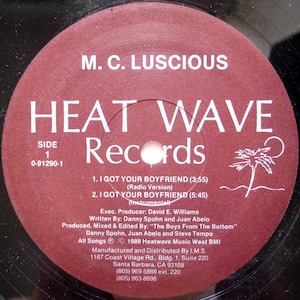 M. C. LUSCIOUS
HEAT WAVE
Records
SIDE
1
0-91290-1
1. I GOT YOUR BOYFRIEND (3:55)
(Radio Version)
2. I GOT YOUR BOYFRIEND (5:45)
(Instrumental)
Exec. Producer: David E. Williams
Written By: Danny Spohn and Juan Abelo
Produced, Mixed & Edited By: "The Boys From The Bottom"
Danny Spohn, Juan Abelo and Steve Tempo
All Songs Ⓟ © 1989 Heatwave Music West BMI
Manufactured and Distributed By I.M.S.
1187 Coast Village Rd., Bldg. 1, Suite 220
Santa Barbara, CA 93108
(805) 969-5889 ext. 220
(805) 963-8696